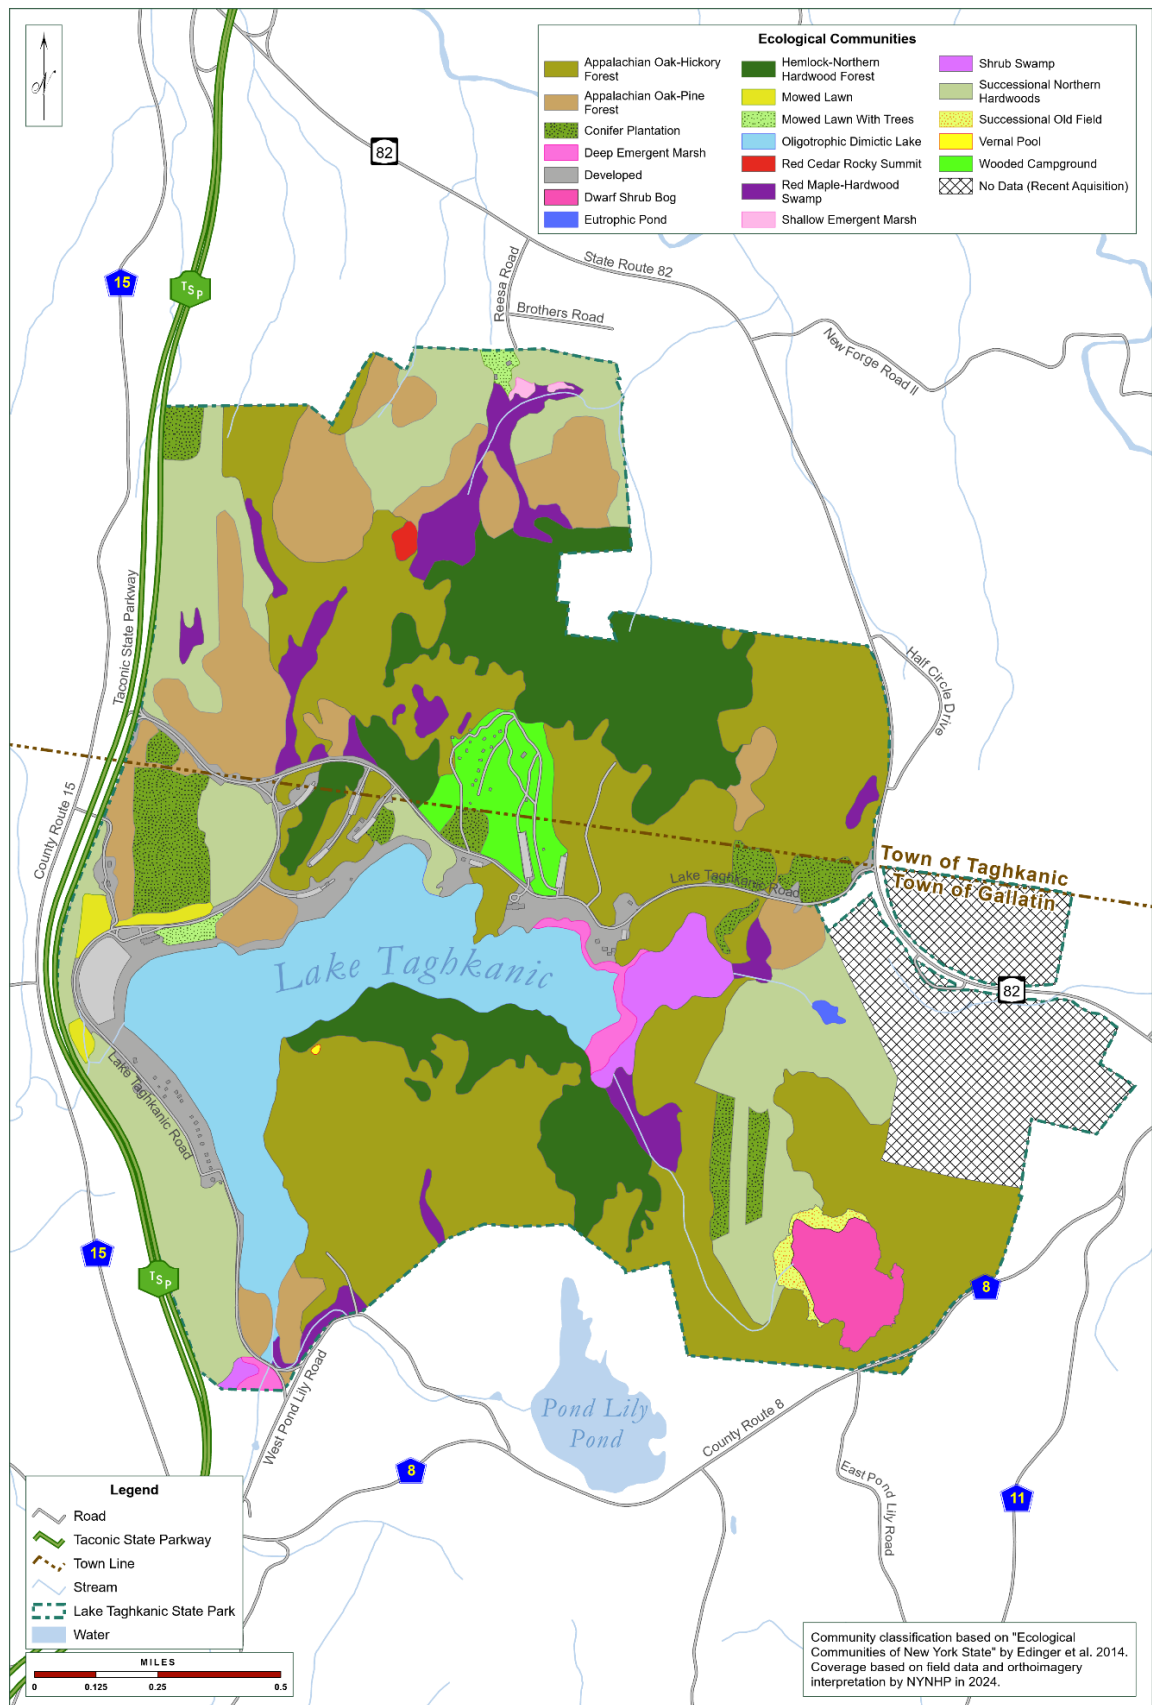 N
Ecological Communities
Appalachian Oak-Hickory
Forest
Appalachian Oak-Pine
Forest
Conifer Plantation
Deep Emergent Marsh
Developed
Dwarf Shrub Bog
Eutrophic Pond
Hemlock-Northern
Hardwood Forest
Mowed Lawn
Mowed Lawn With Trees
Oligotrophic Dimictic Lake
Red Cedar Rocky Summit
Red Maple-Hardwood
Swamp
Shallow Emergent Marsh
Shrub Swamp
Successional Northern
Hardwoods
Successional Old Field
Vernal Pool
Wooded Campground
No Data (Recent Aquisition)
82
State Route 82
Reesa Road
Brothers Road
15
TSP
New Forge Road II
Taconic State Parkway
Half Circle Drive
County Route 15
Town of Taghkanic
Town of Gallatin
Lake Taghkanic Road
Lake Taghkanic
82
Lake Taghkanic Road
15
TSP
8
West Pond Lily Road
Pond Lily
Pond
County Route 8
8
East Pond Lily Road
11
Legend
Road
Taconic State Parkway
Town Line
Stream
Lake Taghkanic State Park
Water
MILES
0 0.125 0.25 0.5
Community classification based on "Ecological
Communities of New York State" by Edinger et al. 2014.
Coverage based on field data and orthoimagery
interpretation by NYNHP in 2024.